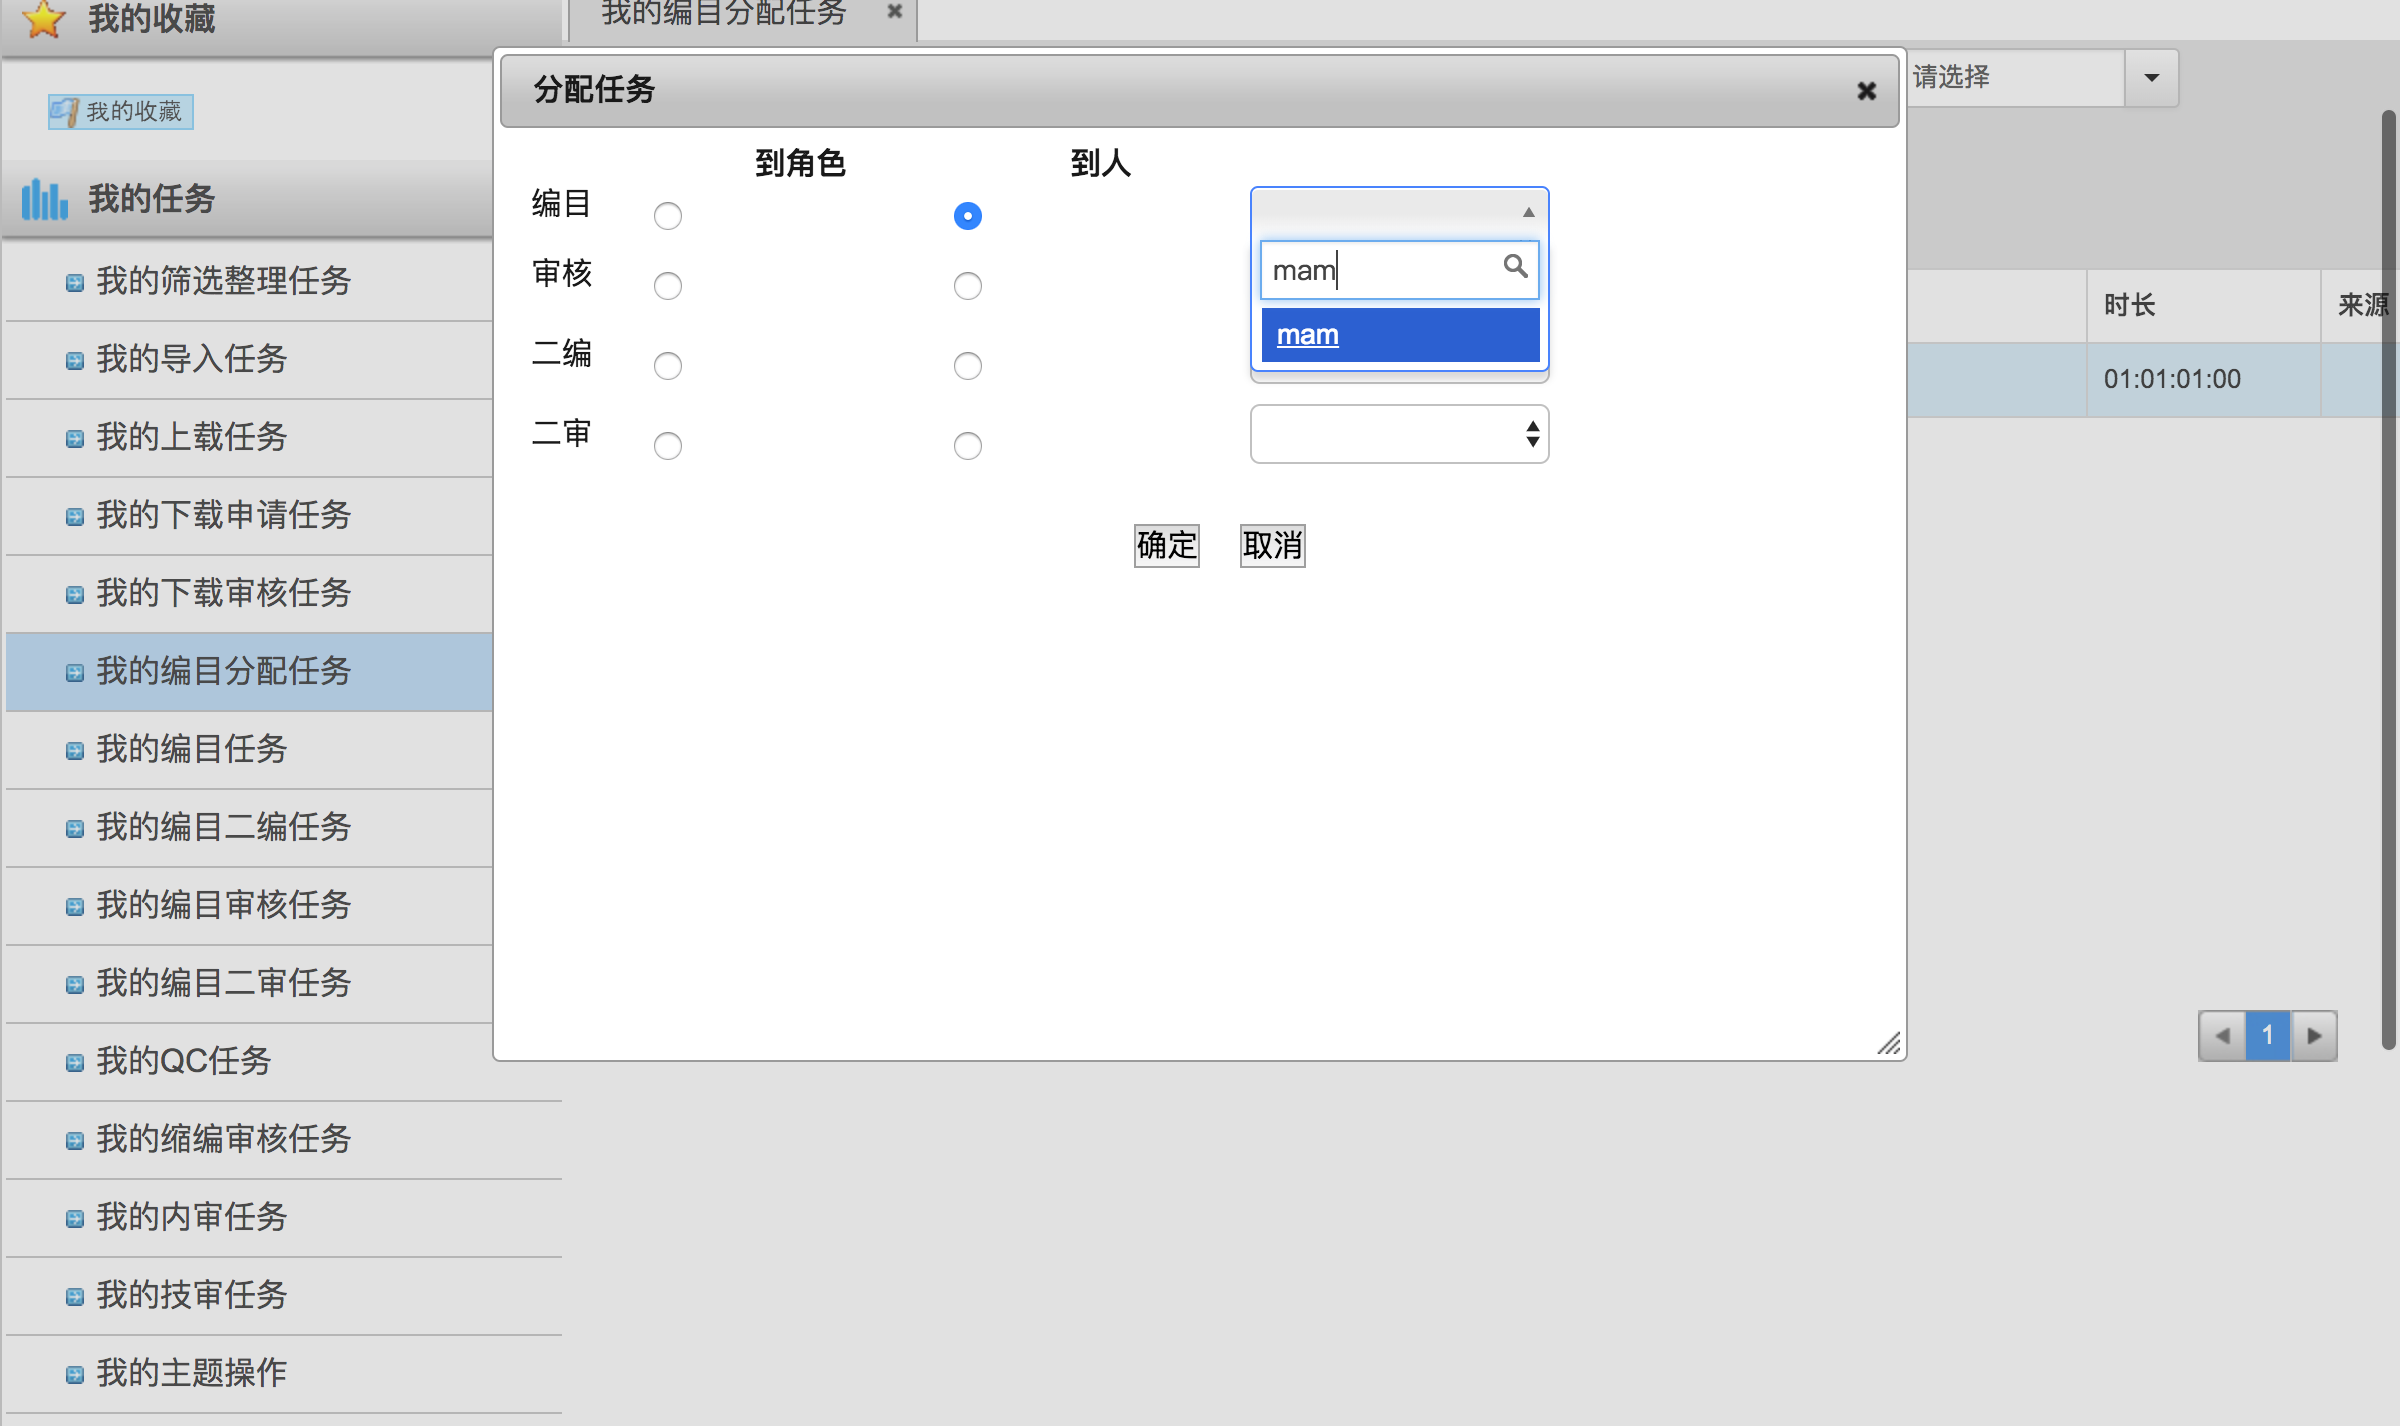 我的收藏
我的编目分配任务
请选择
分配任务
我的收藏
到角色 到人
我的任务
编目
审核
mam
mam
二编
二审
时长 来源
01:01:01:00
确定 取消
我的筛选整理任务
我的导入任务
我的上载任务
我的下载申请任务
我的下载审核任务
我的编目分配任务
我的编目任务
我的编目二编任务
我的编目审核任务
我的编目二审任务
我的QC任务
1
我的缩编审核任务
我的内审任务
我的技审任务
我的主题操作